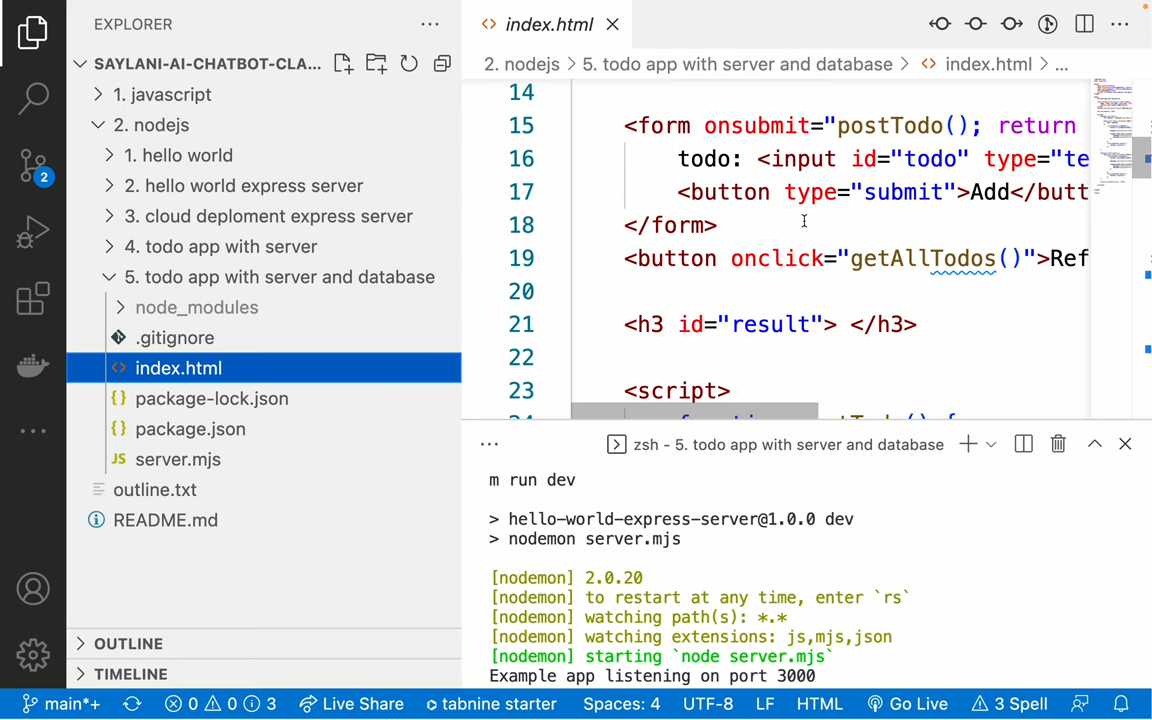 EXPLORER
SAYLANI-AI-CHATBOT-CLA...
1. javascript
2. nodejs
1. hello world
2. hello world express server
3. cloud deploment express server
4. todo app with server
5. todo app with server and database
node_modules
.gitignore
index.html
package-lock.json
package.json
JS server.mjs
outline.txt
README.md
OUTLINE
TIMELINE
2
index.html
2. nodejs > 5. todo app with server and database > index.html > ...
14
15 <form onsubmit="postTodo(); return
16 todo: <input id="todo" type="te
17 <button type="submit">Add</butt
18 </form>
19 <button onclick="getAllTodos()">Ref
20
21 <h3 id="result"> </h3>
22
23 <script>
zsh - 5. todo app with server and database
m run dev
> hello-world-express-server@1.0.0 dev
> nodemon server.mjs
[nodemon] 2.0.20
[nodemon] to restart at any time, enter `rs`
[nodemon] watching path(s): *.*
[nodemon] watching extensions: js,mjs,json
[nodemon] starting `node server.mjs`
Example app listening on port 3000
main*+ 0 0 3 Live Share tabnine starter Spaces: 4 UTF-8 LF HTML Go Live 3 Spell